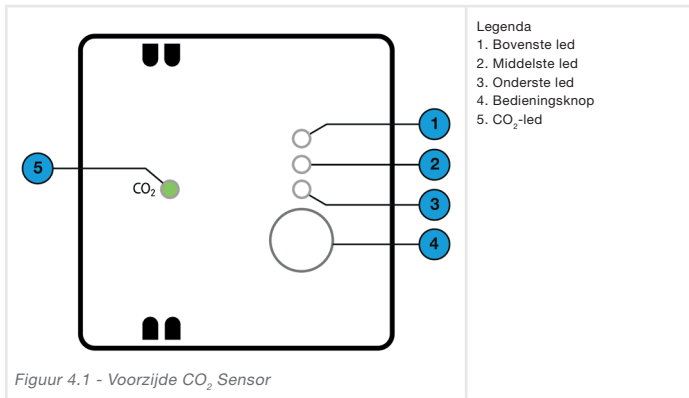 Legenda
1. Bovenste led
2. Middelste led
3. Onderste led
4. Bedieningsknop
5. CO₂-led
1
2
5
CO₂
3
4
Figuur 4.1 - Voorzijde CO₂ Sensor